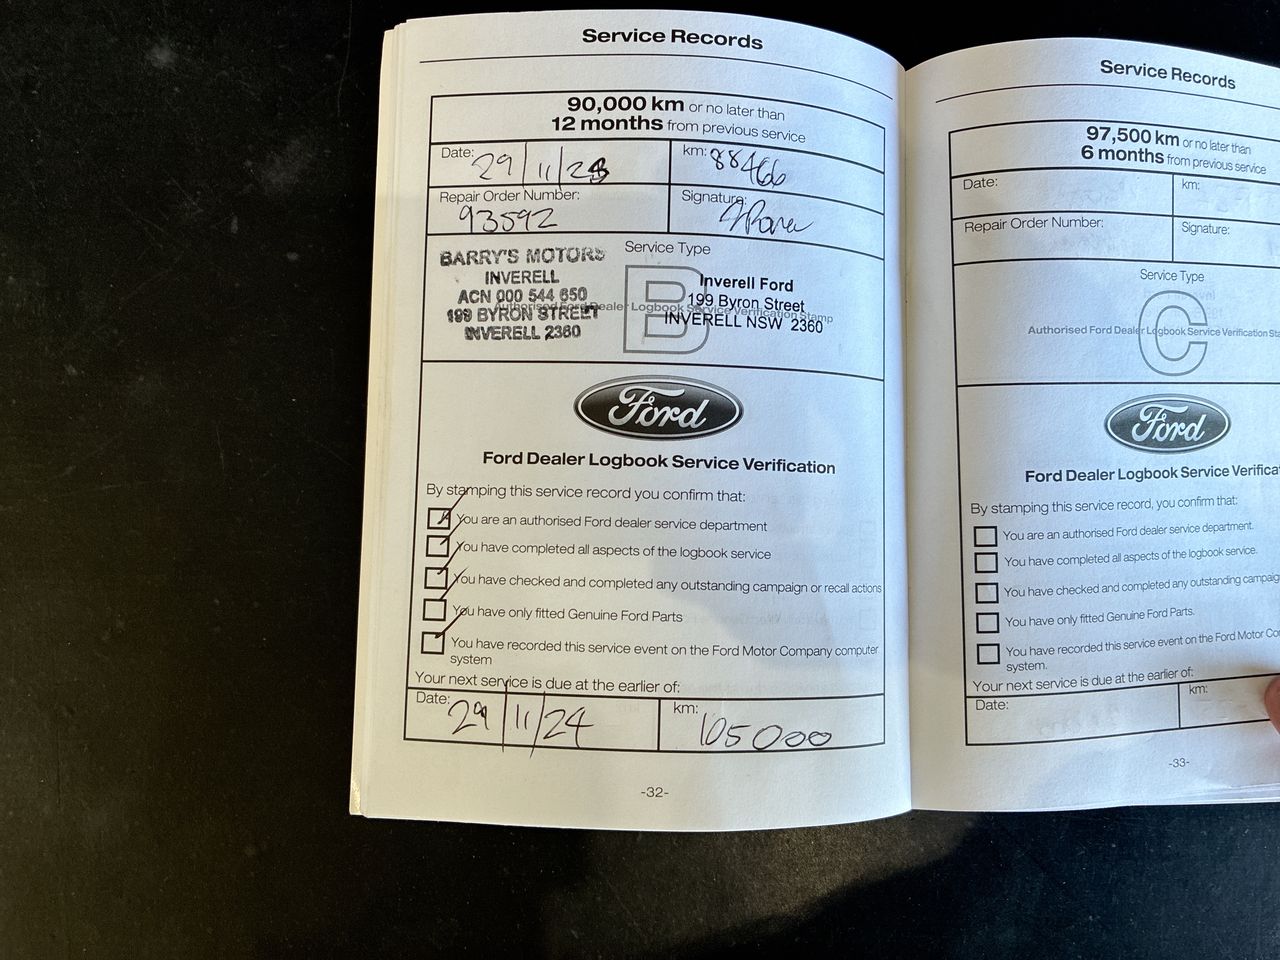 Service Records
90,000 km or no later than
12 months from previous service
Date: 29/11/23
km: 88466
Repair Order Number:
93592
Signature:
Service Type
B
BARRY'S MOTORS
INVERELL
ACN 000 544 650
199 BYRON STREET
INVERELL 2360
Inverell Ford
199 Byron Street
INVERELL NSW 2360
Authorised Ford Dealer Logbook Service Verification Stamp
Ford
Ford Dealer Logbook Service Verification
By stamping this service record you confirm that:
You are an authorised Ford dealer service department
You have completed all aspects of the logbook service
You have checked and completed any outstanding campaign or recall actions
You have only fitted Genuine Ford Parts
You have recorded this service event on the Ford Motor Company computer
system
Your next service is due at the earlier of:
Date: 29/11/24
km: 105000
-32-
Service Records
97,500 km or no later than
6 months from previous service
Date:
km:
Repair Order Number:
Signature:
Service Type
C
Authorised Ford Dealer Logbook Service Verification Sta
Ford
Ford Dealer Logbook Service Verifica
By stamping this service record, you confirm that:
You are an authorised Ford dealer service department.
You have completed all aspects of the logbook service.
You have checked and completed any outstanding campaig
You have only fitted Genuine Ford Parts.
You have recorded this service event on the Ford Motor Co
system.
Your next service is due at the earlier of:
Date:
km:
-33-